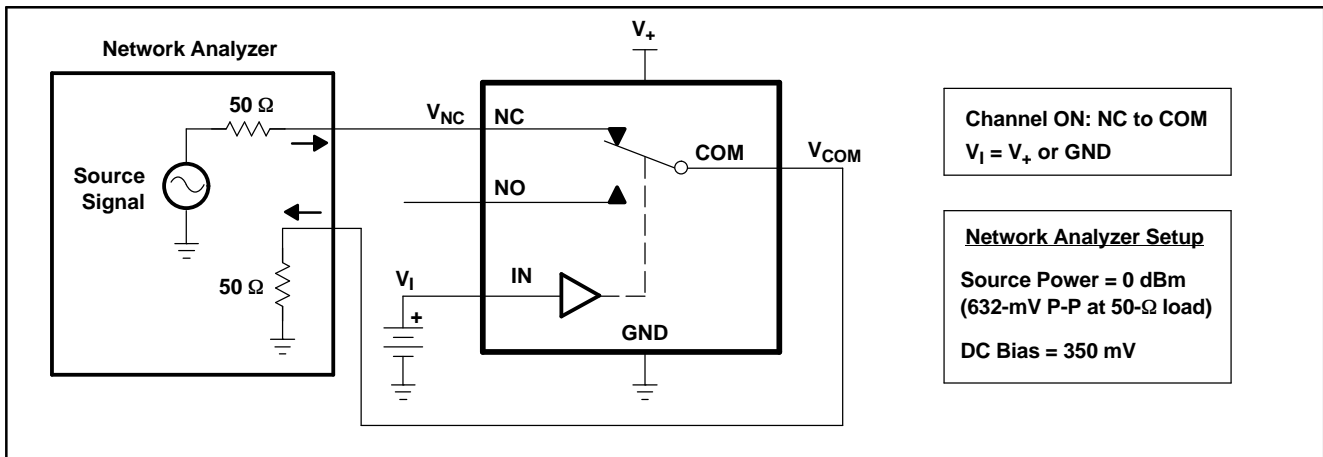 V+
Network Analyzer
50 Ω
VNC
NC
COM
VCOM
Source
Signal
NO
50 Ω
VI
IN
+
GND
Channel ON: NC to COM
VI = V+ or GND
Network Analyzer Setup
Source Power = 0 dBm
(632-mV P-P at 50-Ω load)
DC Bias = 350 mV